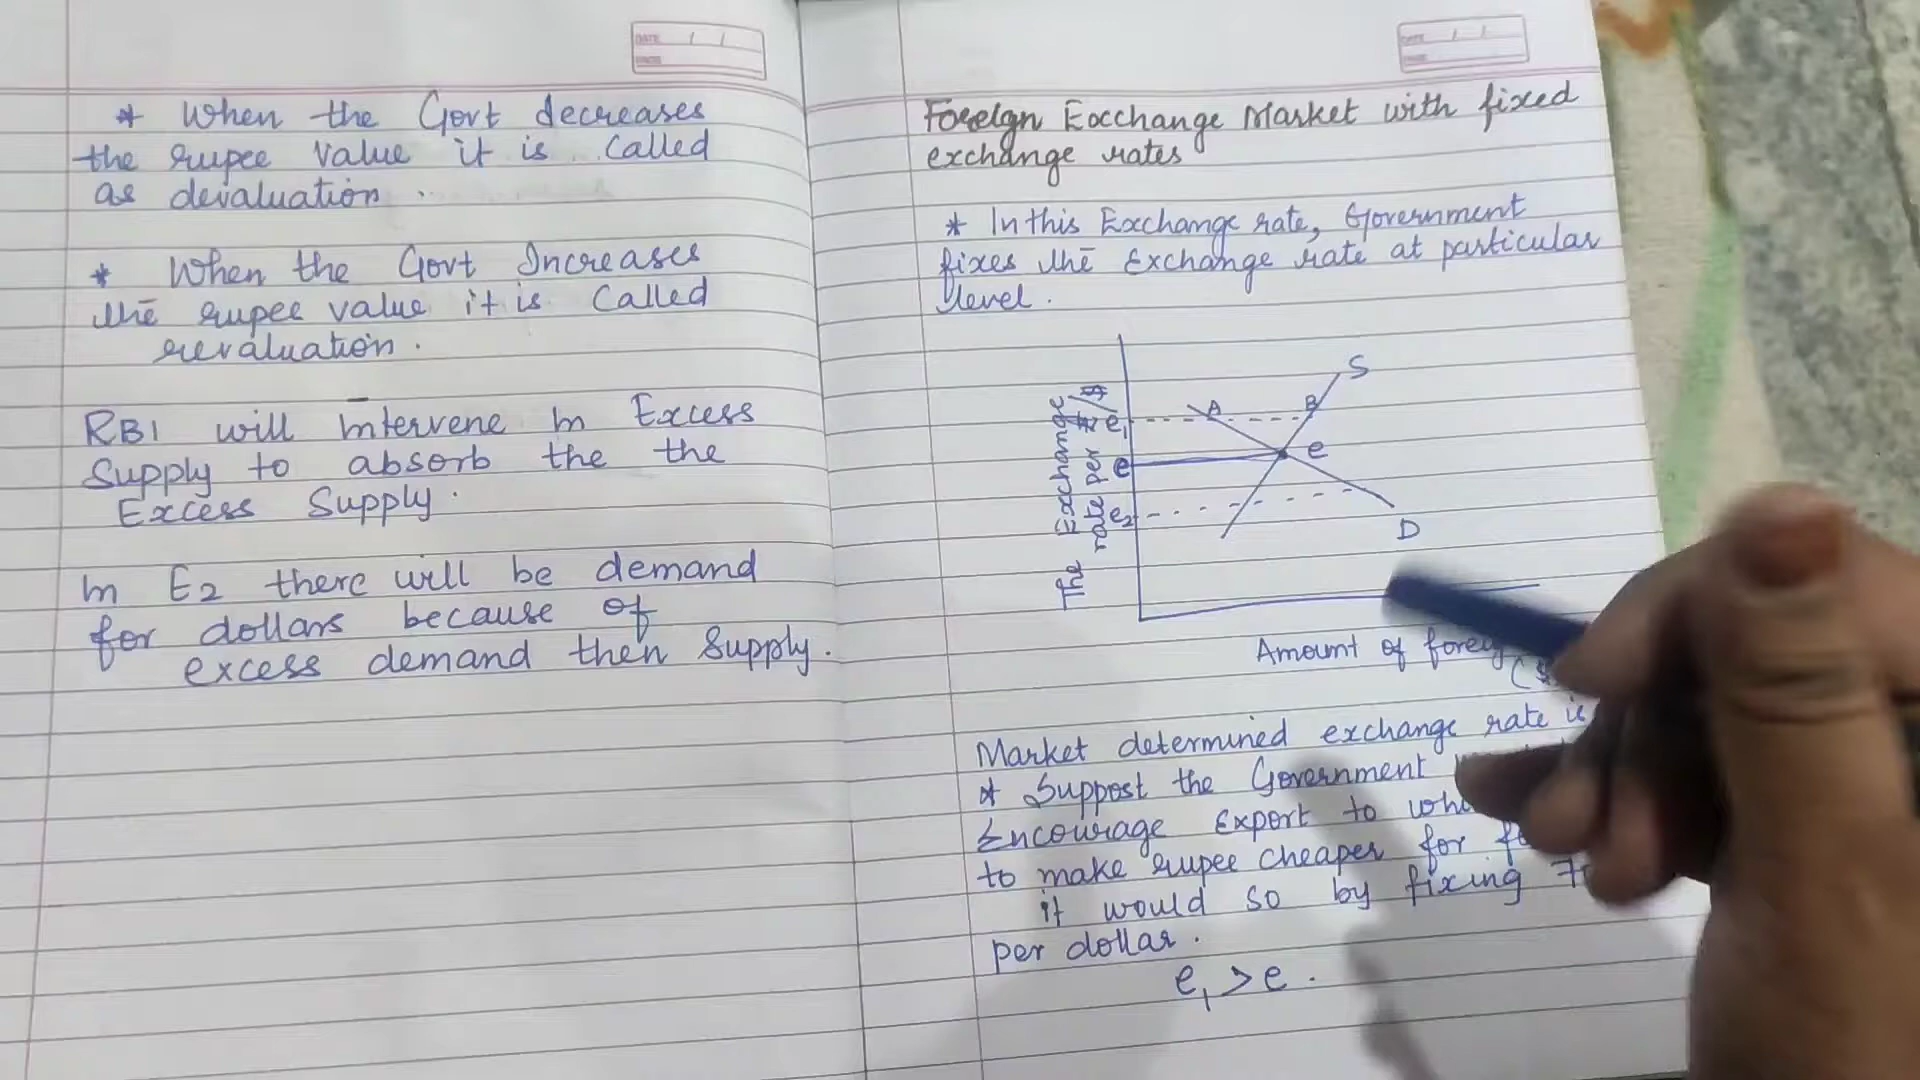 DATE
PAGE
* When the Govt decreases
the rupee value it is called
as devaluation.
* When the Govt Increases
the rupee value it is called
revaluation.
RBI will intervene in Excess
Supply to absorb the the
Excess Supply.
In E2 there will be demand
for dollars because of
excess demand then supply.
DATE
PAGE
Foreign Exchange Market with fixed
exchange rates
* In this Exchange rate, Government
fixes the Exchange rate at particular
level.
The Exchange
rate per ₹/$
S
A
B
e1
e
e
e2
D
Amount of
($
Market determined exchange rate is
* Suppost the Government
Encourage Export to
to make rupee cheaper for
it would so by fixing
per dollar.
e1 > e.